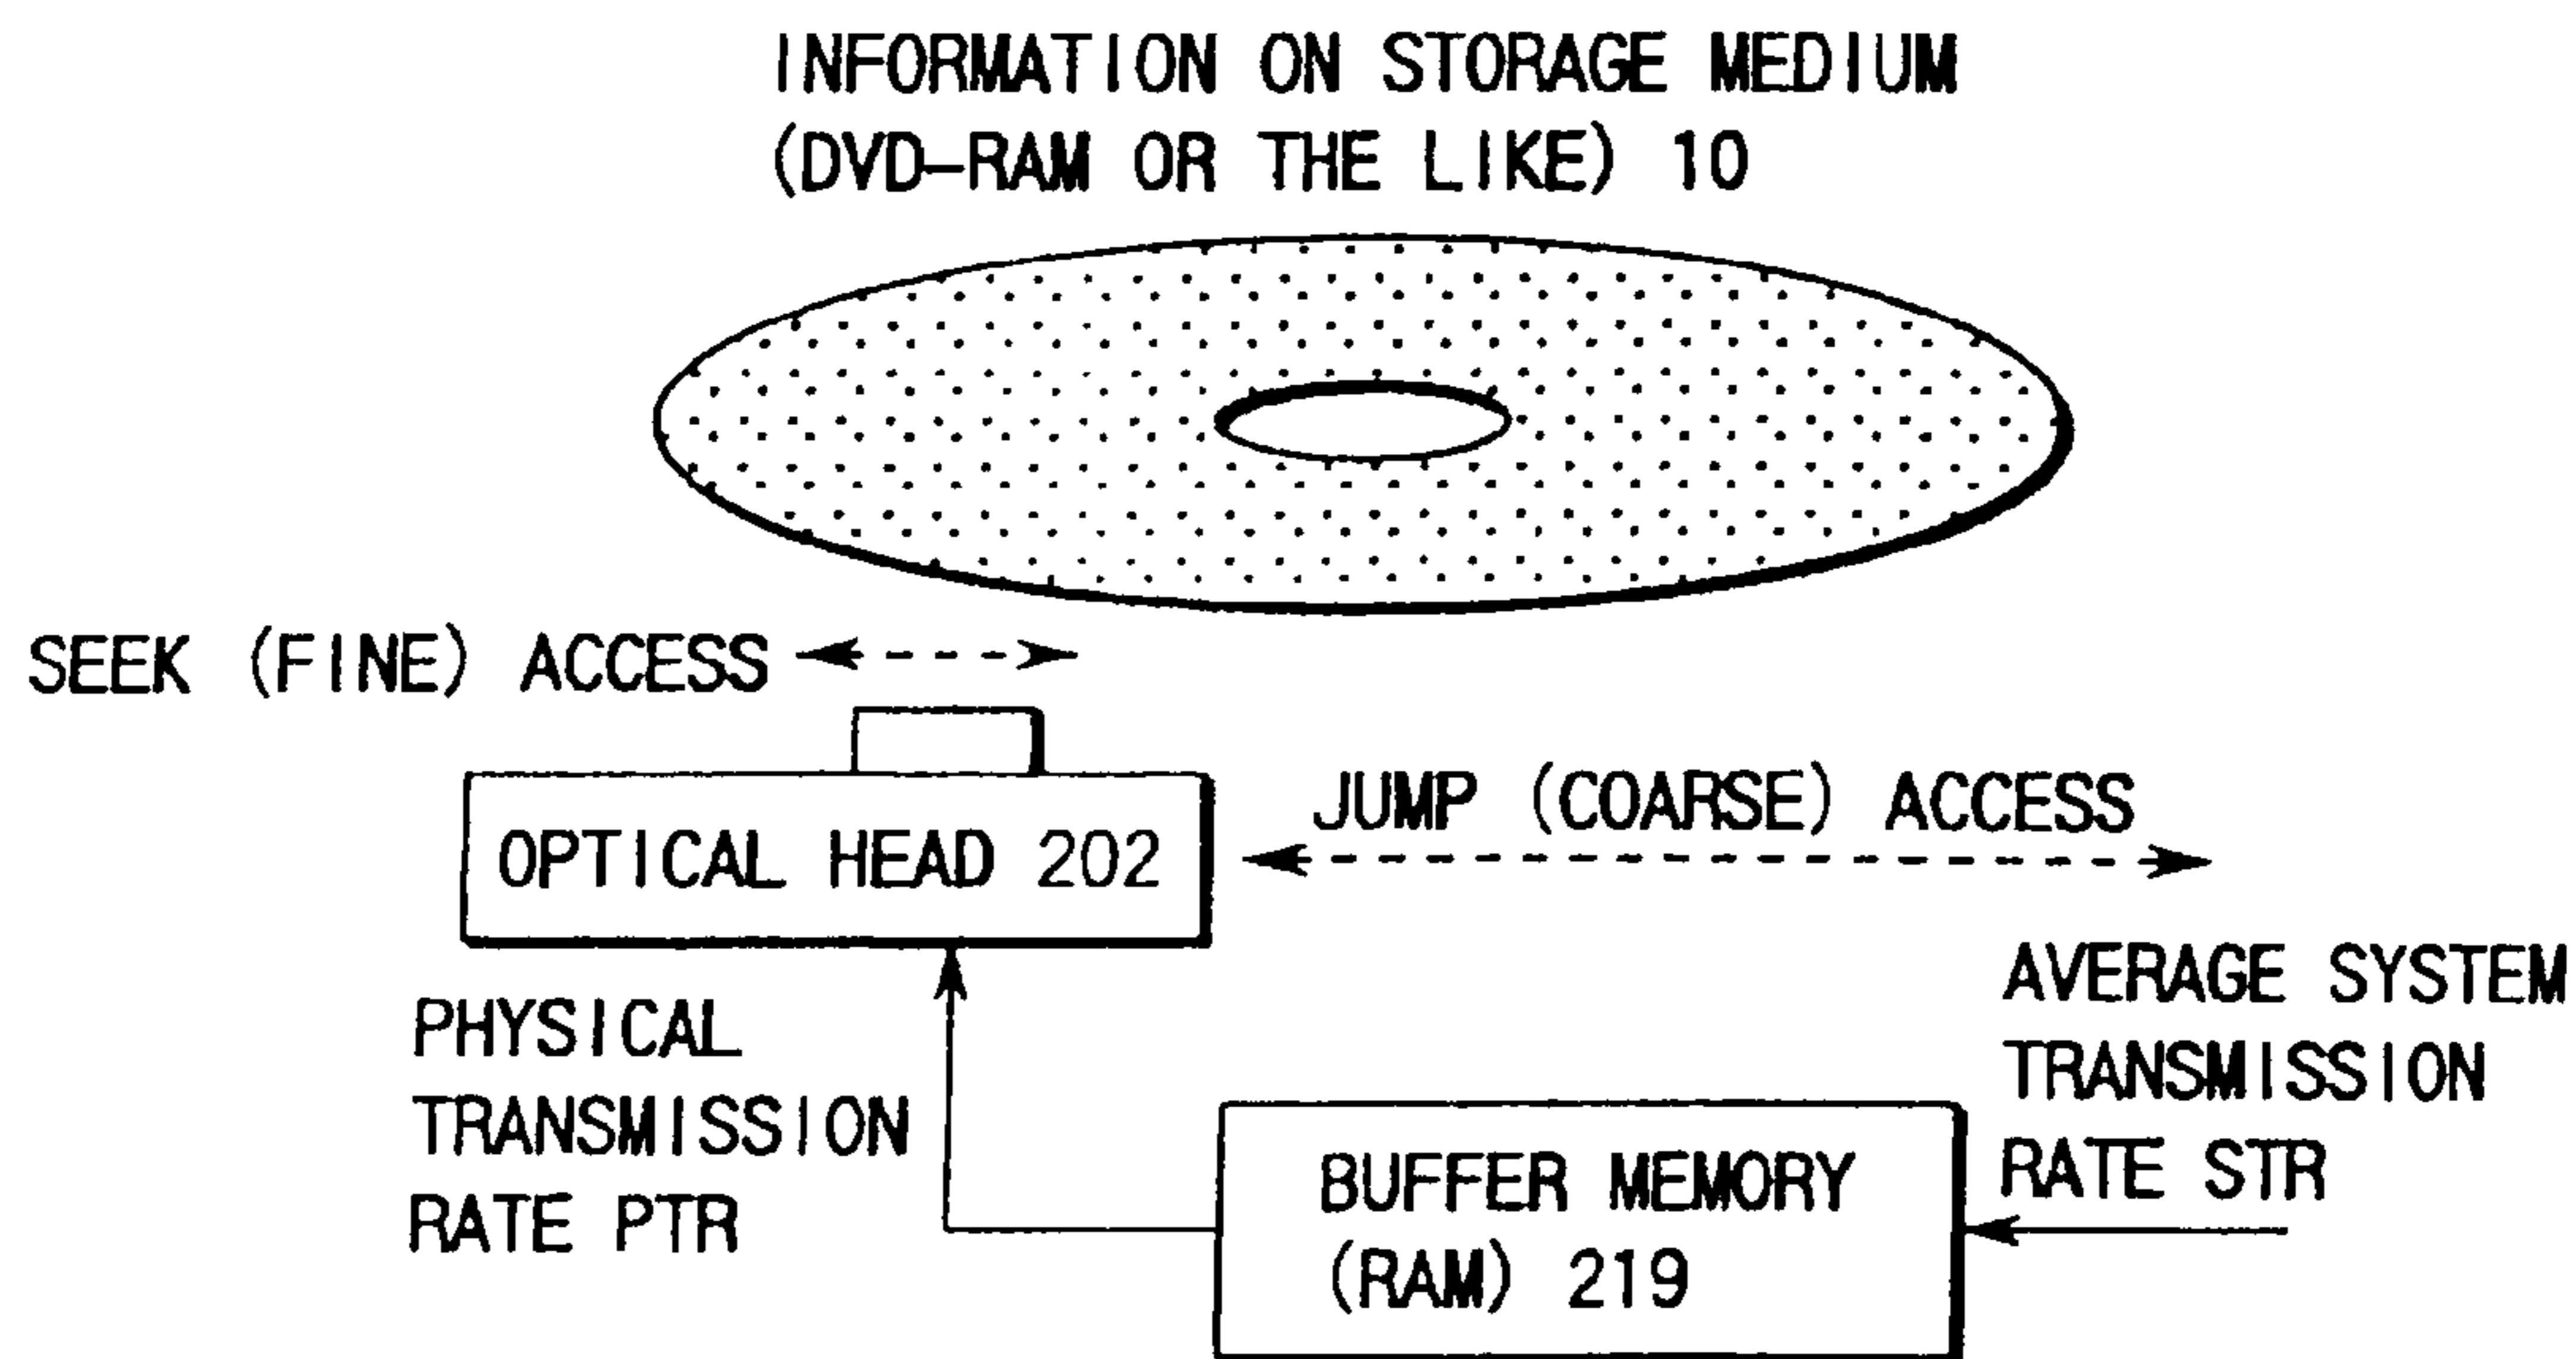 INFORMATION ON STORAGE MEDIUM
(DVD-RAM OR THE LIKE) 10
SEEK (FINE) ACCESS
JUMP (COARSE) ACCESS
OPTICAL HEAD 202
PHYSICAL
TRANSMISSION
RATE PTR
AVERAGE SYSTEM
TRANSMISSION
RATE STR
BUFFER MEMORY
(RAM) 219